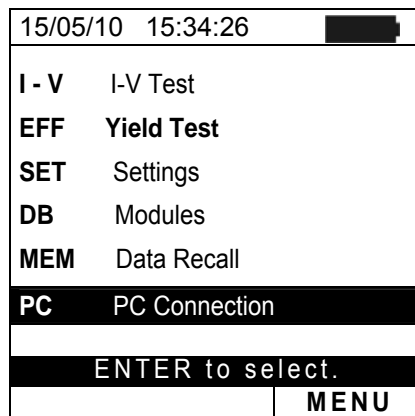 15/05/10 15:34:26
I - V I-V Test
EFF Yield Test
SET Settings
DB Modules
MEM Data Recall
PC PC Connection
ENTER to select.
MENU